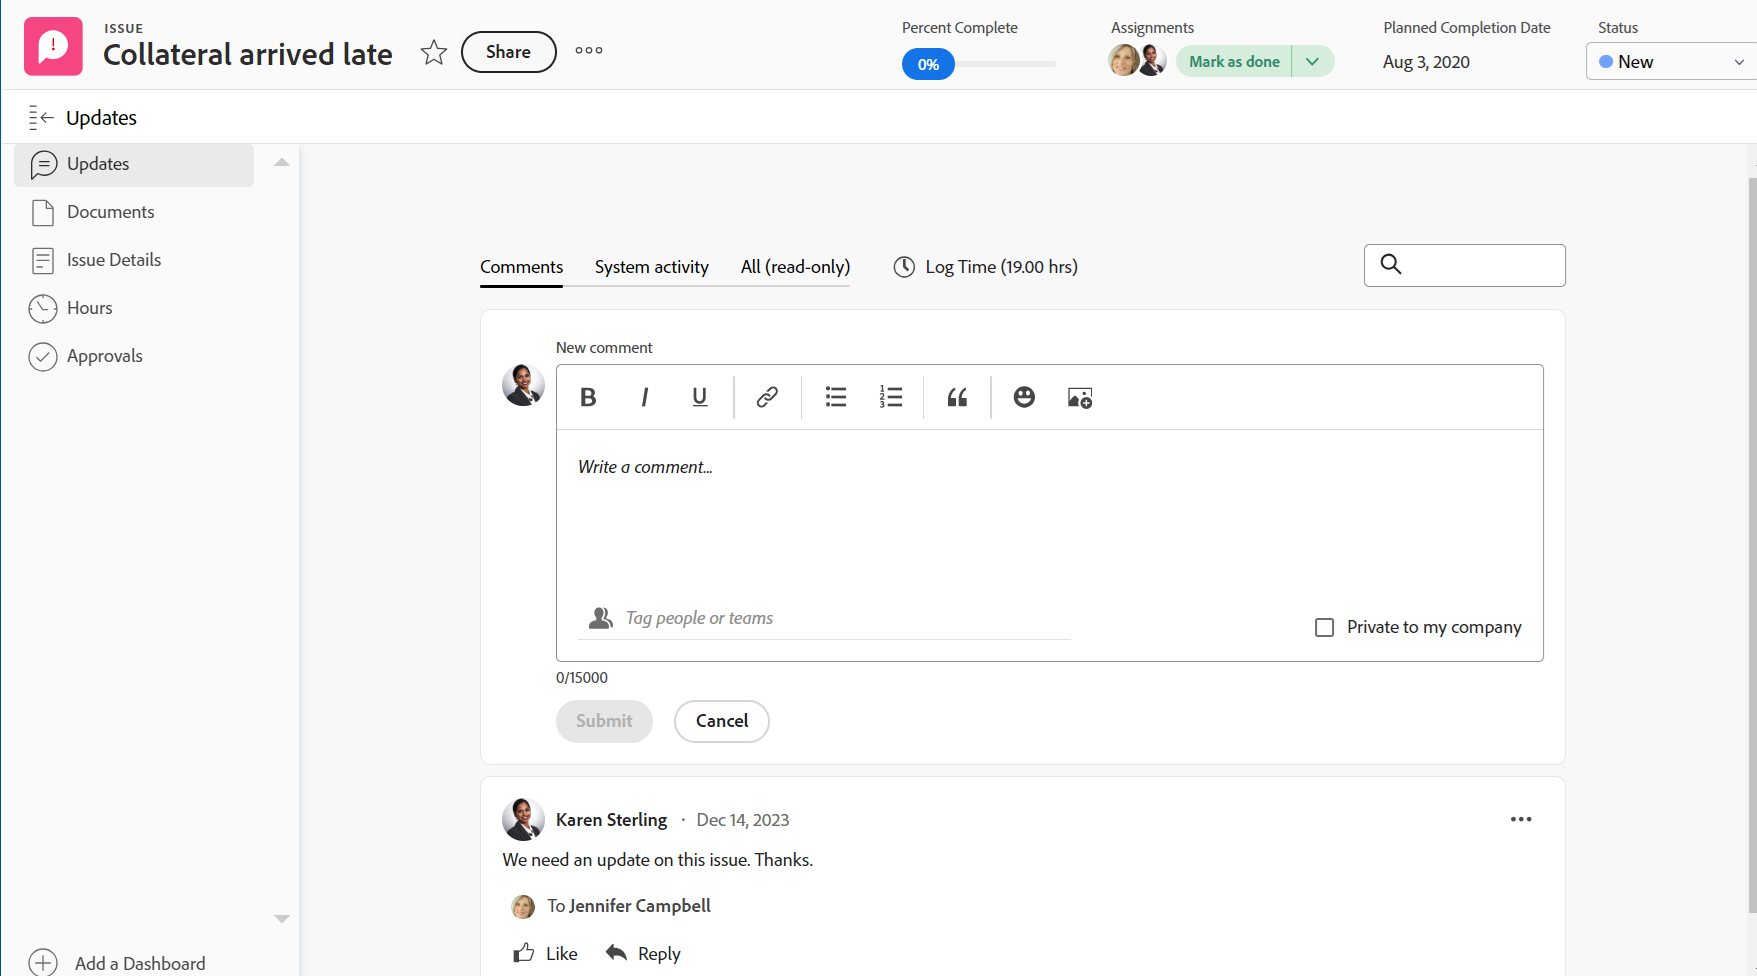 ISSUE
Collateral arrived late
Share
Percent Complete
0%
Assignments
Mark as done
Planned Completion Date
Aug 3, 2020
Status
New
Updates
Updates
Documents
Issue Details
Hours
Approvals
Add a Dashboard
Comments System activity All (read-only) Log Time (19.00 hrs)
New comment
B I U
Write a comment...
Tag people or teams
Private to my company
0/15000
Submit Cancel
Karen Sterling · Dec 14, 2023
We need an update on this issue. Thanks.
To Jennifer Campbell
Like Reply